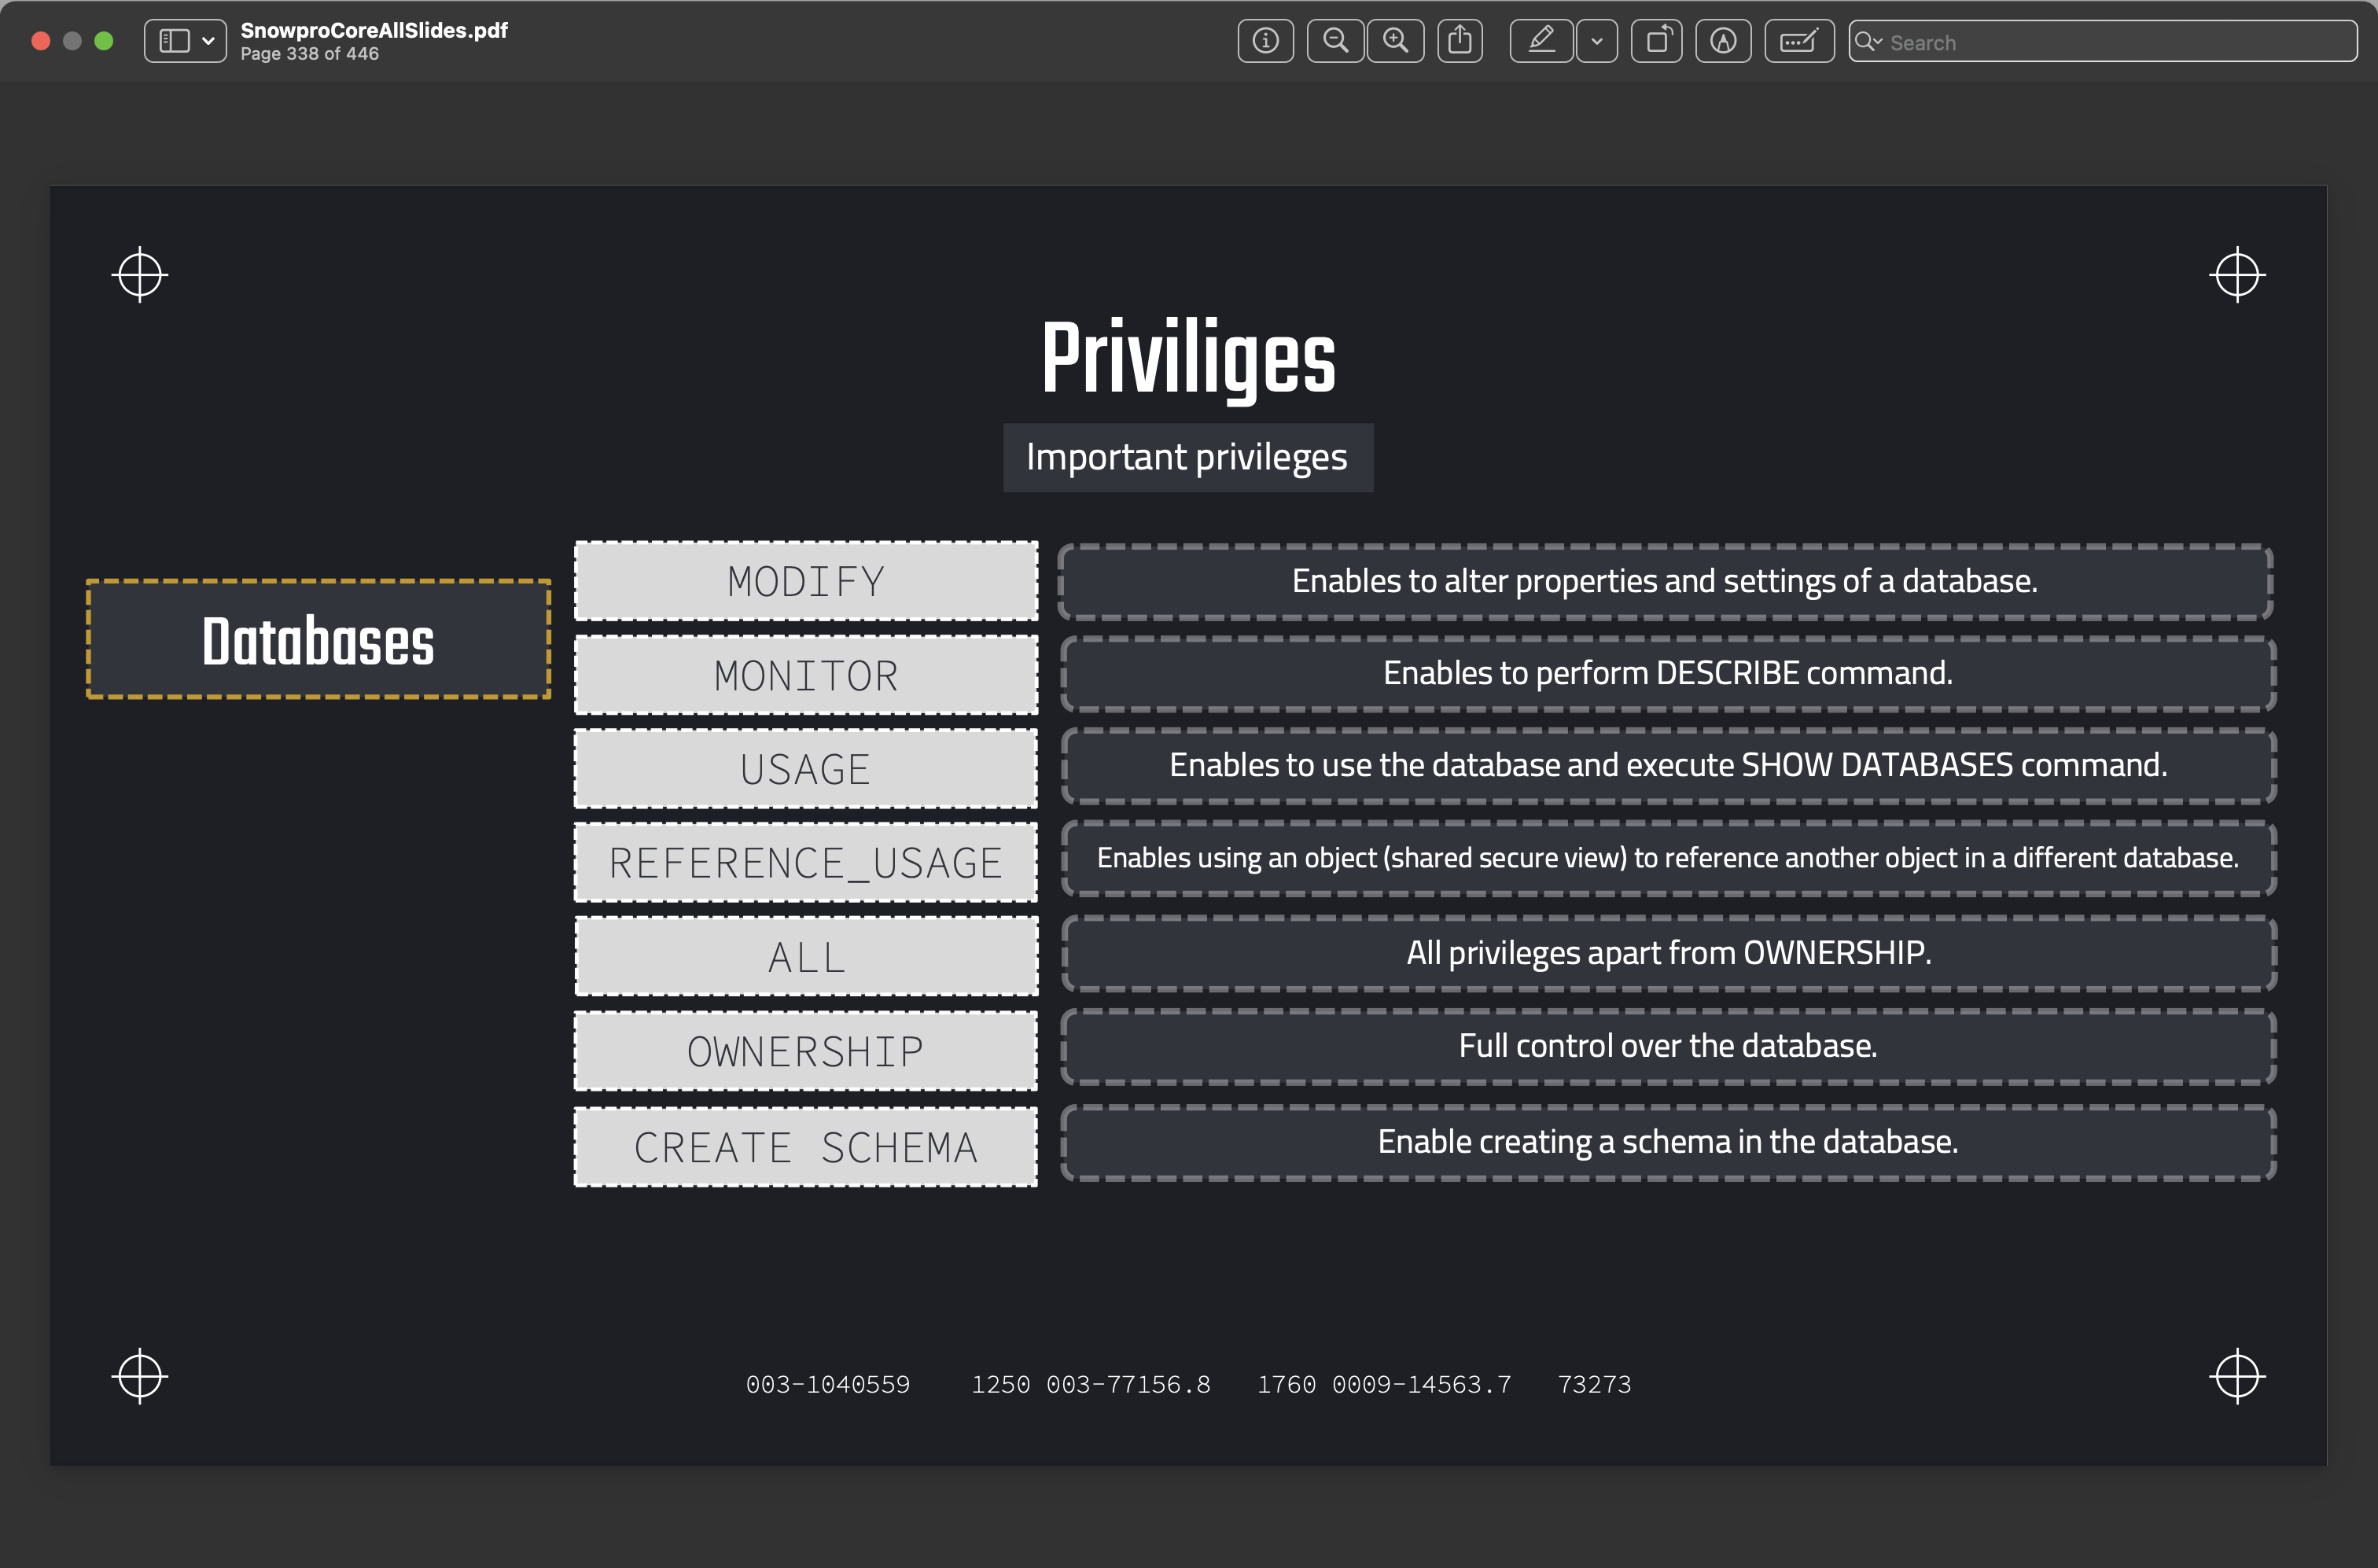 SnowproCoreAllSlides.pdf
Page 338 of 446
Search
Priviliges
Important privileges
Databases
MODIFY
Enables to alter properties and settings of a database.
MONITOR
Enables to perform DESCRIBE command.
USAGE
Enables to use the database and execute SHOW DATABASES command.
REFERENCE_USAGE
Enables using an object (shared secure view) to reference another object in a different database.
ALL
All privileges apart from OWNERSHIP.
OWNERSHIP
Full control over the database.
CREATE SCHEMA
Enable creating a schema in the database.
003-1040559 1250 003-77156.8 1760 0009-14563.7 73273